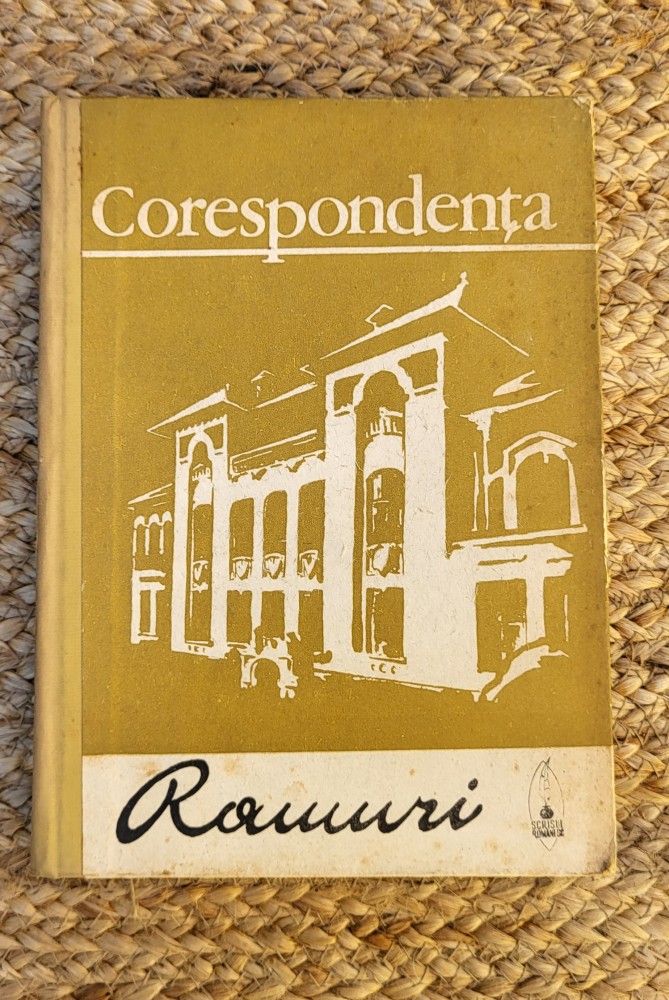 Corespondența
Ramuri
SCRISUL
ROMÂNESC